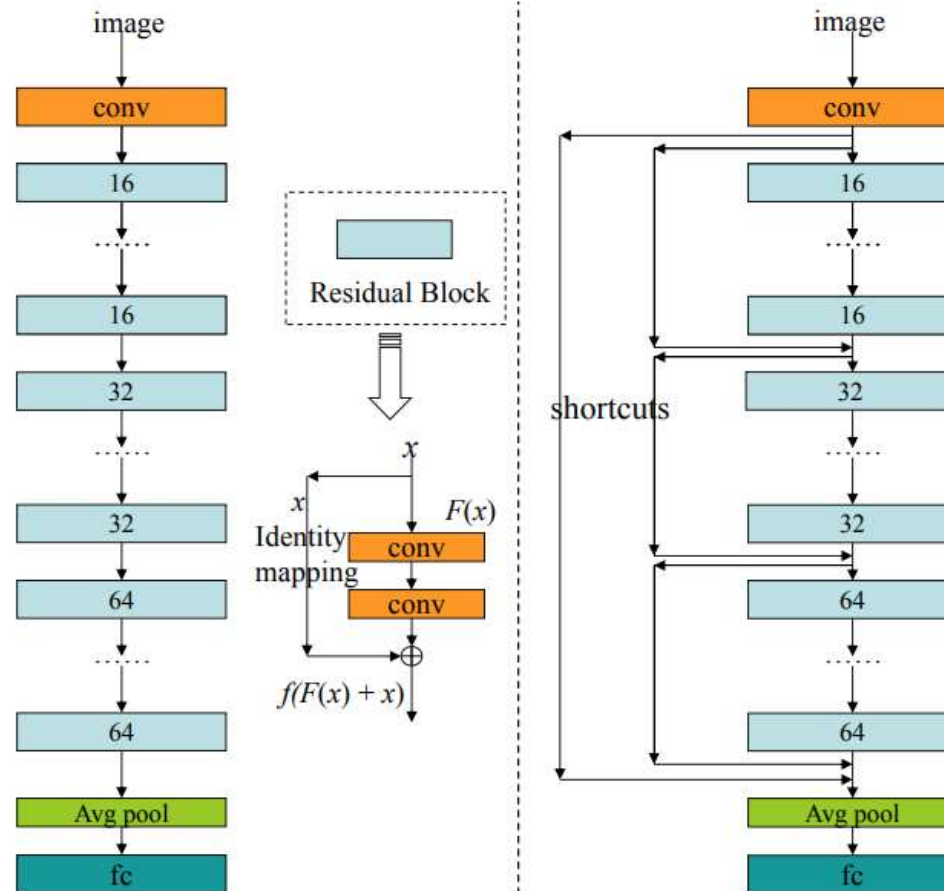 image
conv
16
......
16
32
......
32
64
......
64
Avg pool
fc
Residual Block
x
x
F(x)
Identity
mapping
conv
conv
f(F(x) + x)
image
conv
16
......
16
shortcuts
32
......
32
64
......
64
Avg pool
fc